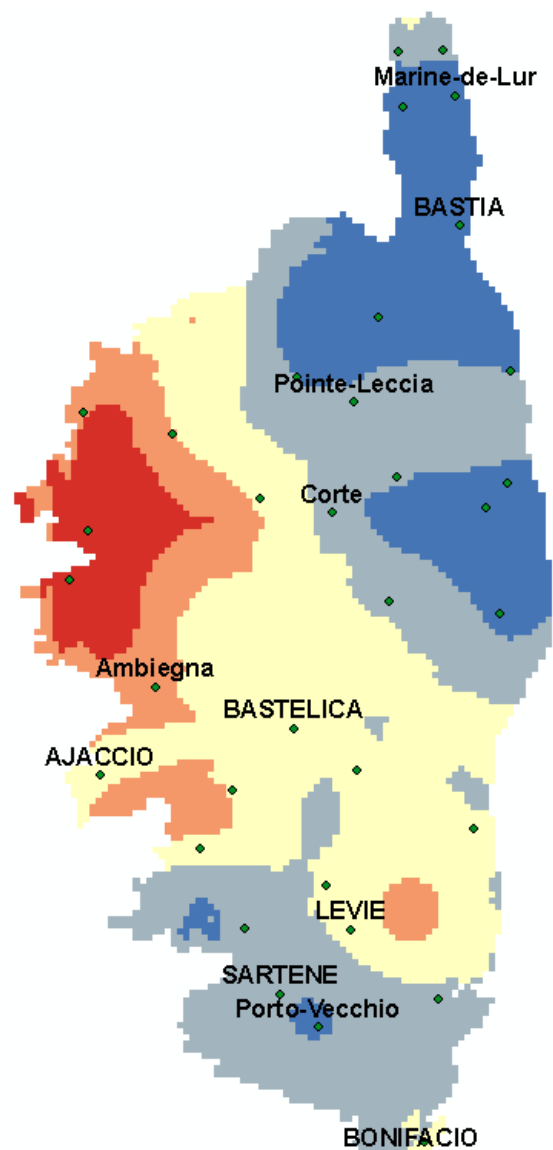 Marine-de-Lur
BASTIA
Pointe-Leccia
Corte
Ambiegna
BASTELICA
AJACCIO
LEVIE
SARTENE
Porto-Vecchio
BONIFACIO